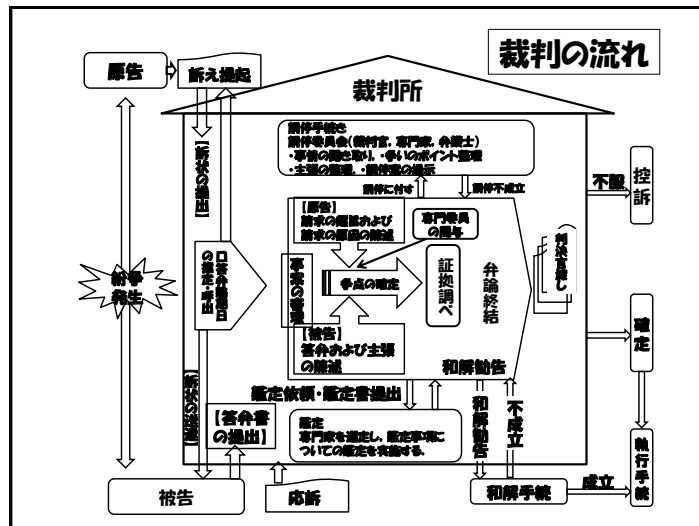 裁判の流れ
原告
訴え提起
裁判所
調停手続き
調停委員会(裁判官,専門家,弁護士)
・事情の聞き取り,・争いのポイント整理
・主張の整理,・調停案の提示
調停に付す
調停不成立
不服
控訴
【訴状の提出】
【原告】
請求の趣旨および
請求の原因の陳述
専門委員
の関与
紛争
発生
口答弁論期日
の指定・呼出
事案の審理
争点の確定
証拠調べ
弁論終結
判決言渡し
確定
【被告】
答弁および主張
の陳述
和解勧告
【訴状の送達】
鑑定依頼・鑑定書提出
【答弁書
の提出】
鑑定
専門家を選定し,鑑定事項に
ついての鑑定を実施する.
和解勧告
不成立
執行手続
被告
応訴
和解手続
成立